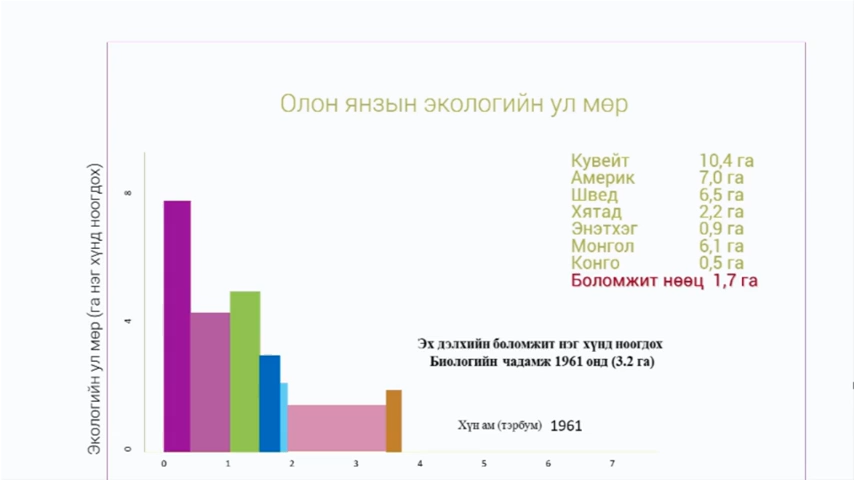 Олон янзын экологийн ул мөр
Кувейт 10,4 га
Америк 7,0 га
Швед 6,5 га
Хятад 2,2 га
Энэтхэг 0,9 га
Монгол 6,1 га
Конго 0,5 га
Боломжит нөөц 1,7 га
Экологийн ул мөр (га нэг хүнд ноогдох)
8
4
0
Эх дэлхийн боломжит нэг хүнд ноогдох
Биологийн чадамж 1961 онд (3.2 га)
Хүн ам (тэрбум) 1961
0 1 2 3 4 5 6 7